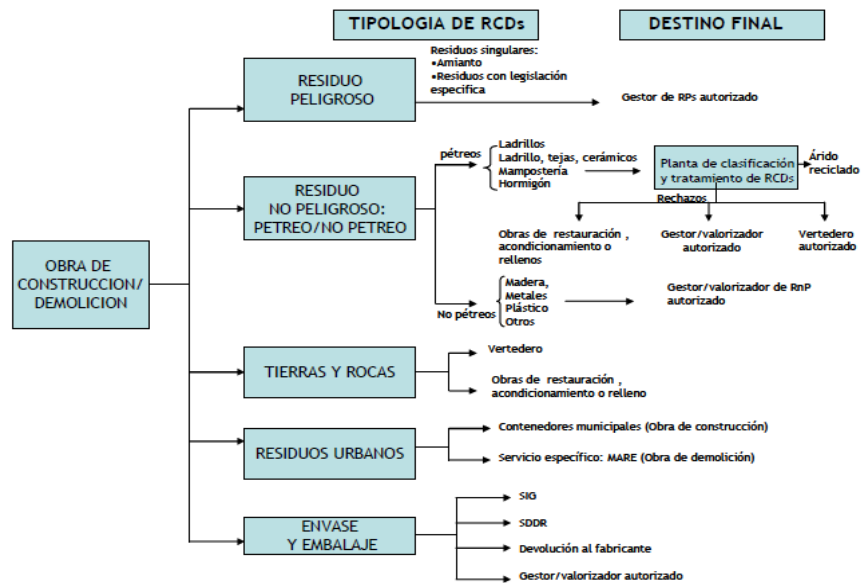 TIPOLOGIA DE RCDs
DESTINO FINAL
OBRA DE
CONSTRUCCION/
DEMOLICION
RESIDUO
PELIGROSO
Residuos singulares:
•Amianto
•Residuos con legislación
especifica
Gestor de RPs autorizado
RESIDUO
NO PELIGROSO:
PETREO/NO PETREO
pétreos
Ladrillos
Ladrillo, tejas, cerámicos
Mampostería
Hormigón
Planta de clasificación
y tratamiento de RCDs
Árido
reciclado
Rechazos
Obras de restauración ,
acondicionamiento o
rellenos
Gestor/valorizador
autorizado
Vertedero
autorizado
No pétreos
Madera,
Metales
Plástico
Otros
Gestor/valorizador de RnP
autorizado
TIERRAS Y ROCAS
Vertedero
Obras de restauración ,
acondicionamiento o relleno
RESIDUOS URBANOS
Contenedores municipales (Obra de construcción)
Servicio específico: MARE (Obra de demolición)
ENVASE
Y EMBALAJE
SIG
SDDR
Devolución al fabricante
Gestor/valorizador autorizado